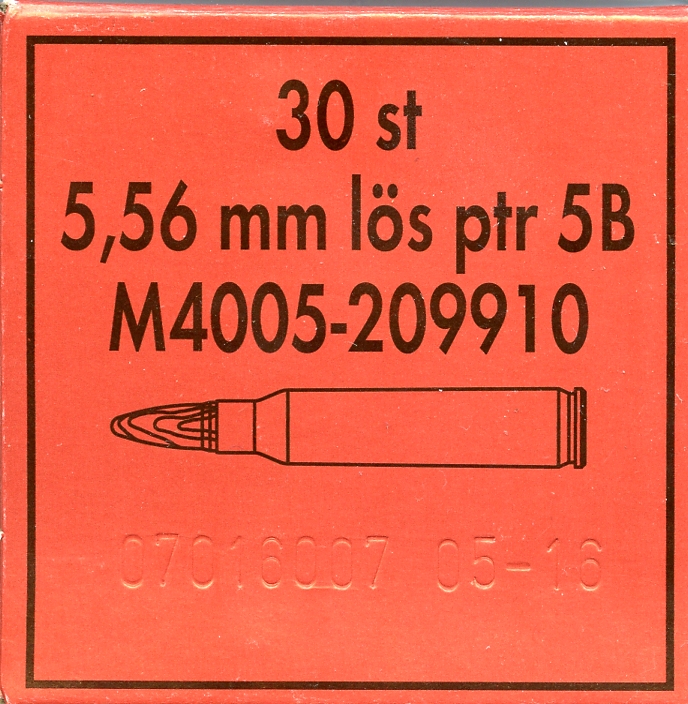 30 st
5,56 mm lös ptr 5B
M4005-209910
07016007 05-16